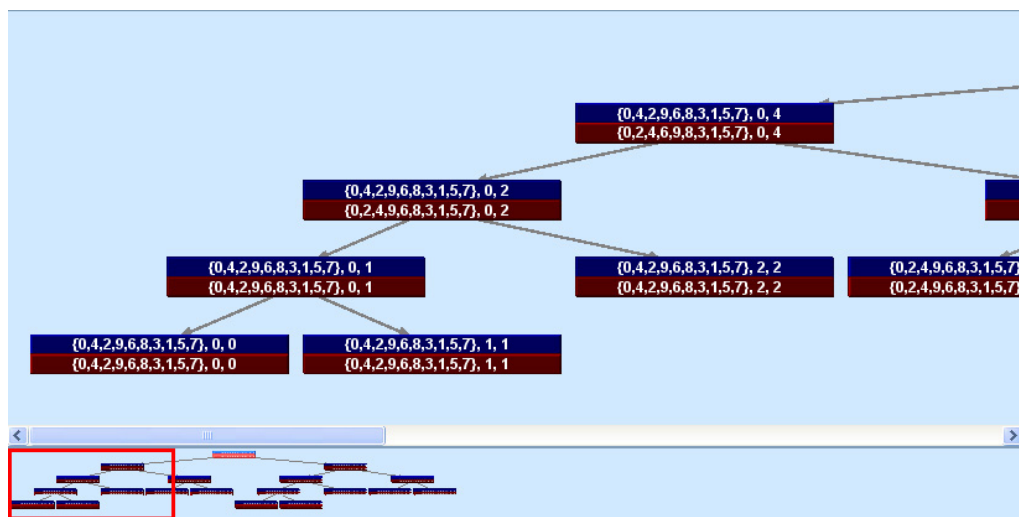 {0,4,2,9,6,8,3,1,5,7}, 0, 4
{0,2,4,6,9,8,3,1,5,7}, 0, 4
{0,4,2,9,6,8,3,1,5,7}, 0, 2
{0,2,4,9,6,8,3,1,5,7}, 0, 2
{0,4,2,9,6,8,3,1,5,7}, 0, 1
{0,4,2,9,6,8,3,1,5,7}, 0, 1
{0,4,2,9,6,8,3,1,5,7}, 2, 2
{0,4,2,9,6,8,3,1,5,7}, 2, 2
{0,2,4,9,6,8,3,1,5,7}
{0,2,4,9,6,8,3,1,5,7}
{0,4,2,9,6,8,3,1,5,7}, 0, 0
{0,4,2,9,6,8,3,1,5,7}, 0, 0
{0,4,2,9,6,8,3,1,5,7}, 1, 1
{0,4,2,9,6,8,3,1,5,7}, 1, 1